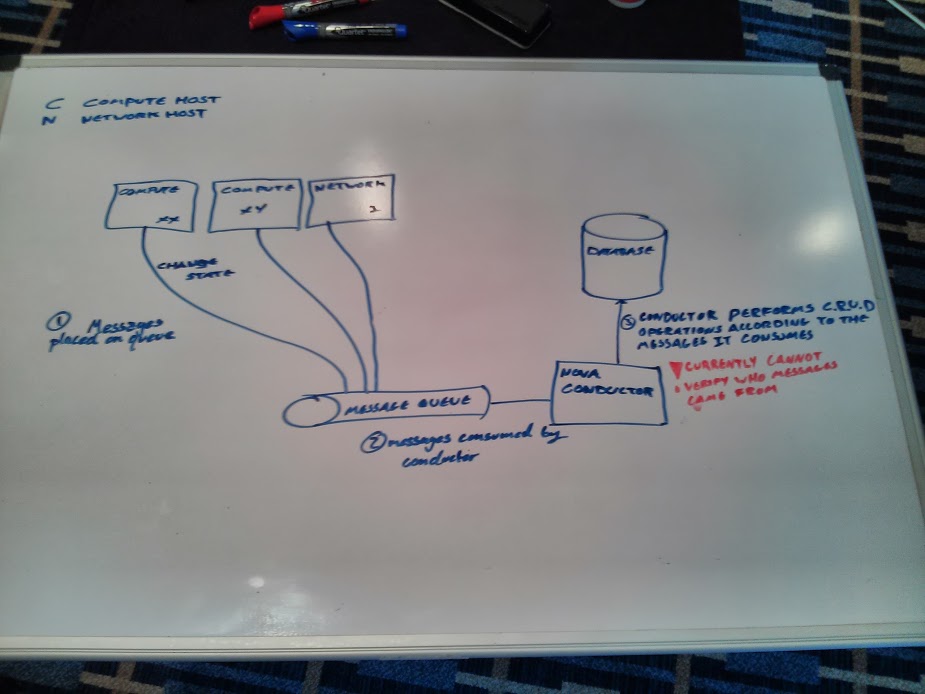 C COMPUTE HOST
N NETWORK HOST
COMPUTE
XX
COMPUTE
XY
NETWORK
1
CHANGE
STATE
① Messages
placed on queue
MESSAGE QUEUE
② messages consumed by
conductor
NOVA
CONDUCTOR
DATABASE
③ CONDUCTOR PERFORMS C.R.U.D
OPERATIONS ACCORDING TO THE
MESSAGES IT CONSUMES
CURRENTLY CANNOT
VERIFY WHO MESSAGES
CAME FROM
Quartet